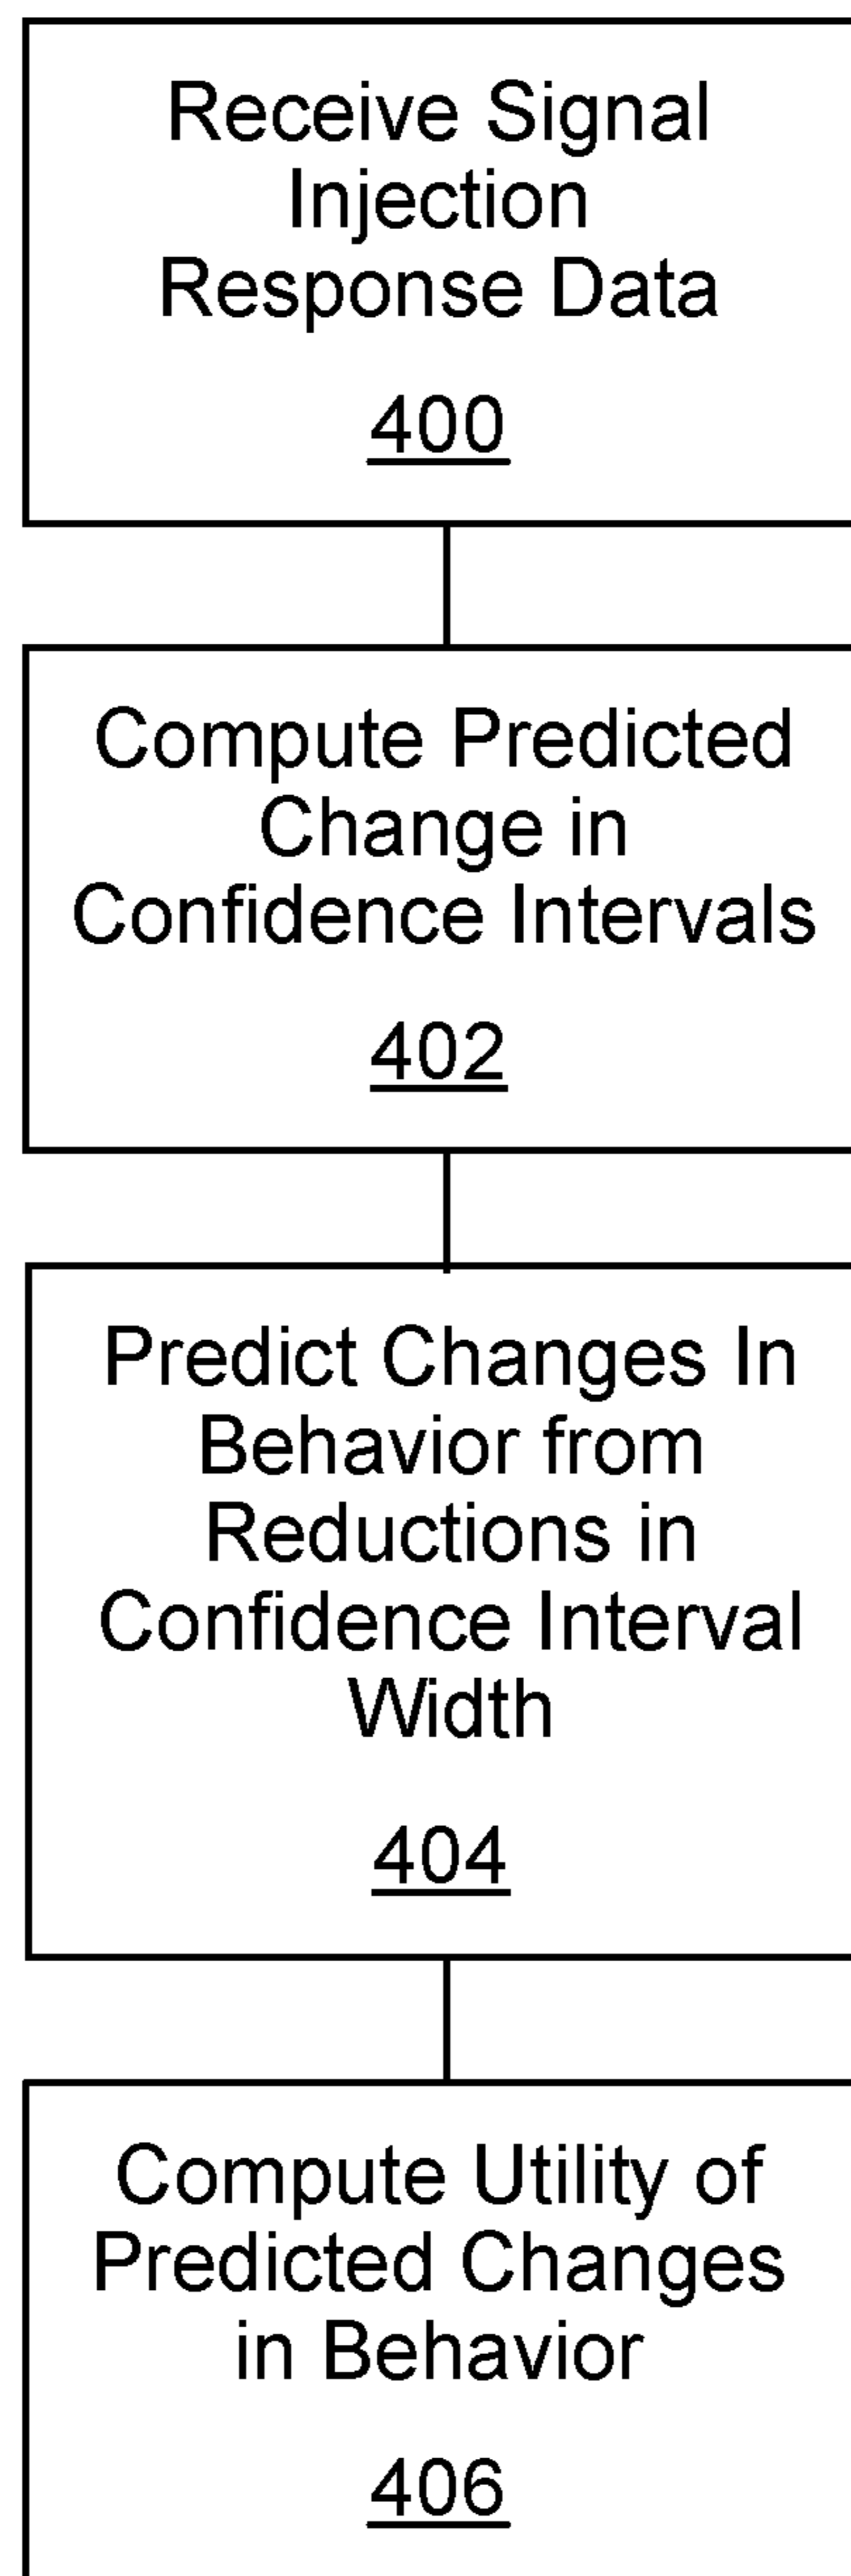 Receive Signal
Injection
Response Data
400
Compute Predicted
Change in
Confidence Intervals
402
Predict Changes In
Behavior from
Reductions in
Confidence Interval
Width
404
Compute Utility of
Predicted Changes
in Behavior
406